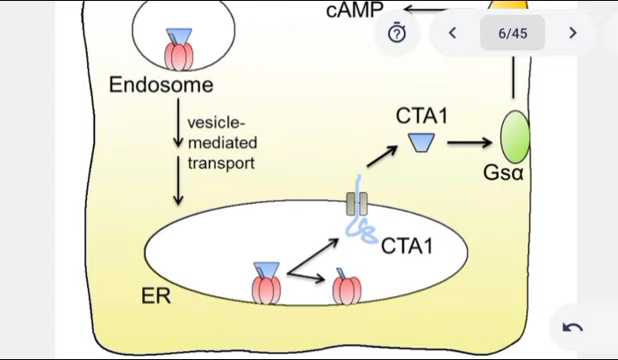 cAMP
6/45
Endosome
vesicle-
mediated
transport
CTA1
Gsα
CTA1
ER